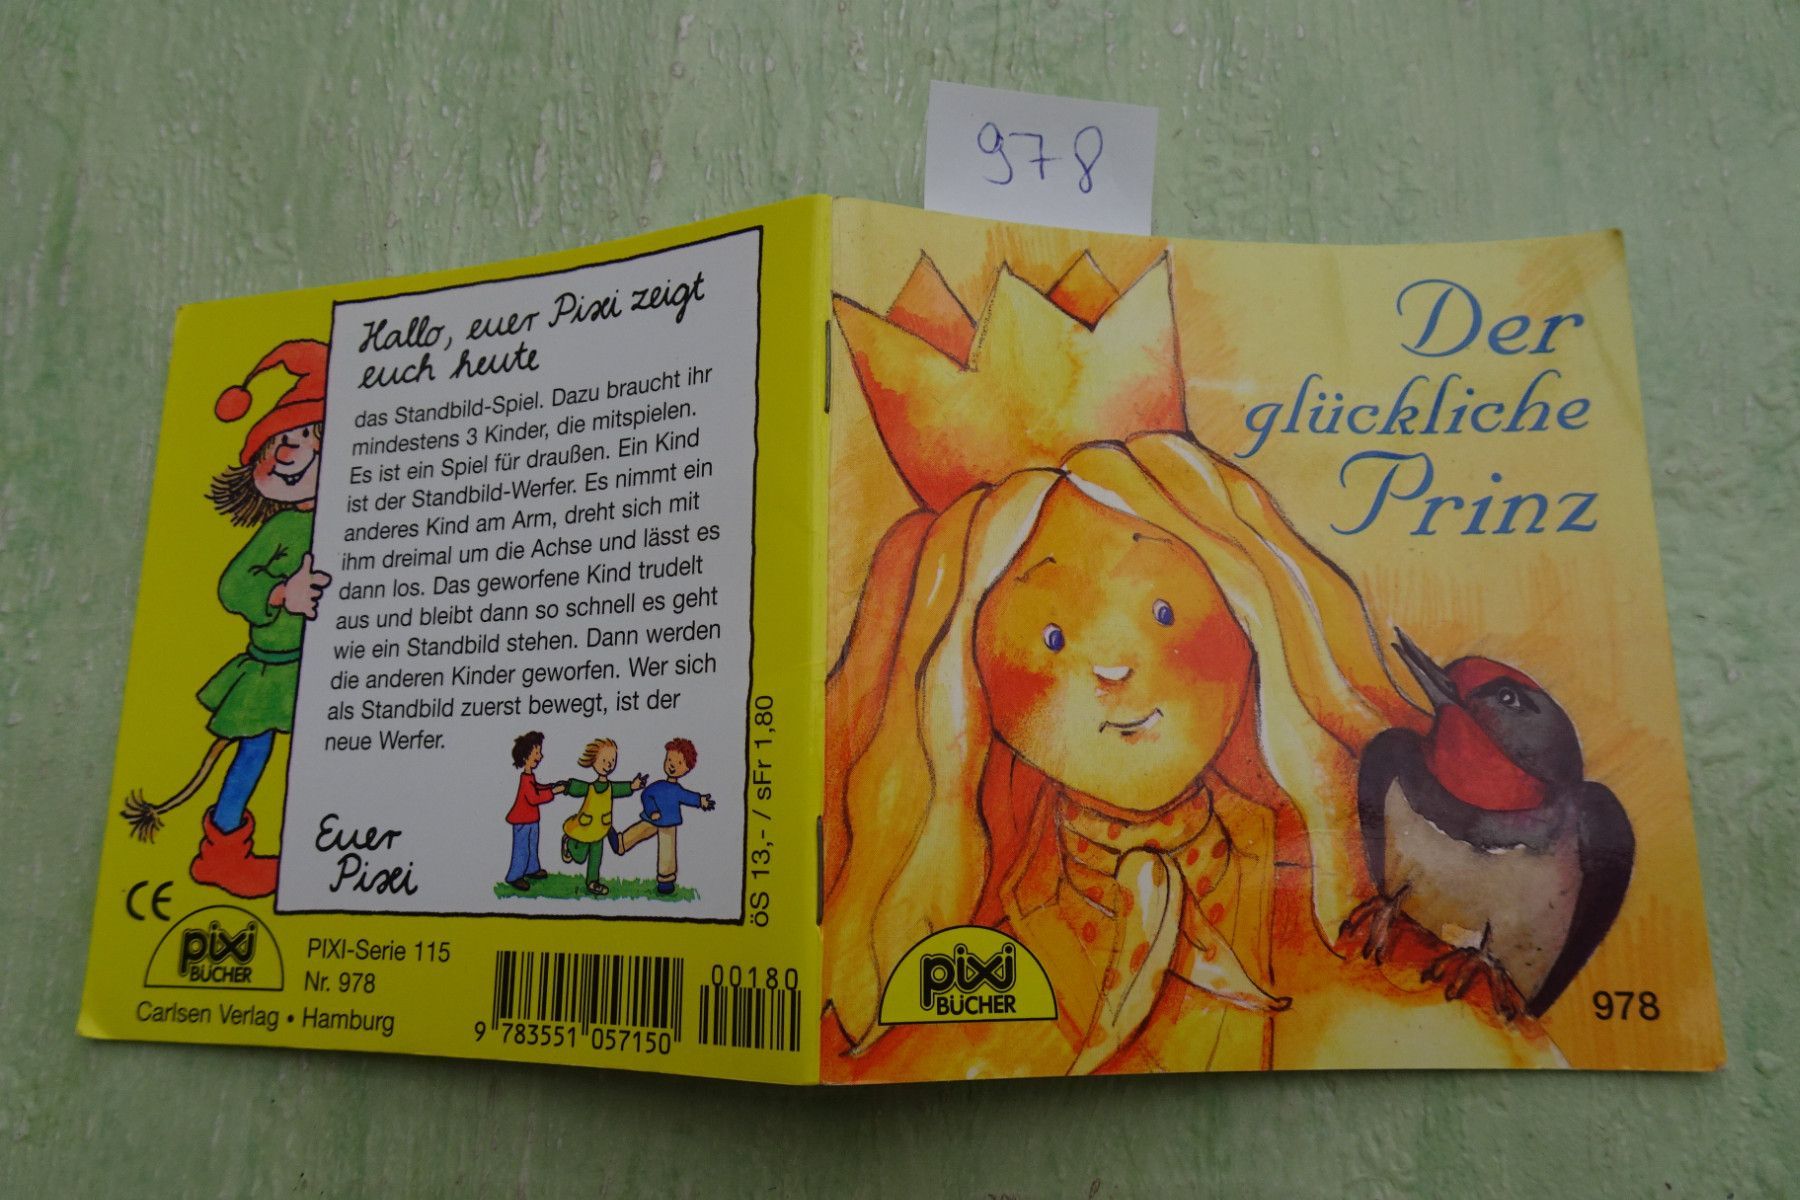 978
Hallo, euer Pixi zeigt
euch heute
das Standbild-Spiel. Dazu braucht ihr
mindestens 3 Kinder, die mitspielen.
Es ist ein Spiel für draußen. Ein Kind
ist der Standbild-Werfer. Es nimmt ein
anderes Kind am Arm, dreht sich mit
ihm dreimal um die Achse und lässt es
dann los. Das geworfene Kind trudelt
aus und bleibt dann so schnell es geht
wie ein Standbild stehen. Dann werden
die anderen Kinder geworfen. Wer sich
als Standbild zuerst bewegt, ist der
neue Werfer.
Euer
Pixi
öS 13,- / sFr 1,80
CE
pixi
BÜCHER
PIXI-Serie 115
Nr. 978
Carlsen Verlag • Hamburg
9 783551 057150
00180
Der
glückliche
Prinz
pixi
BÜCHER
978